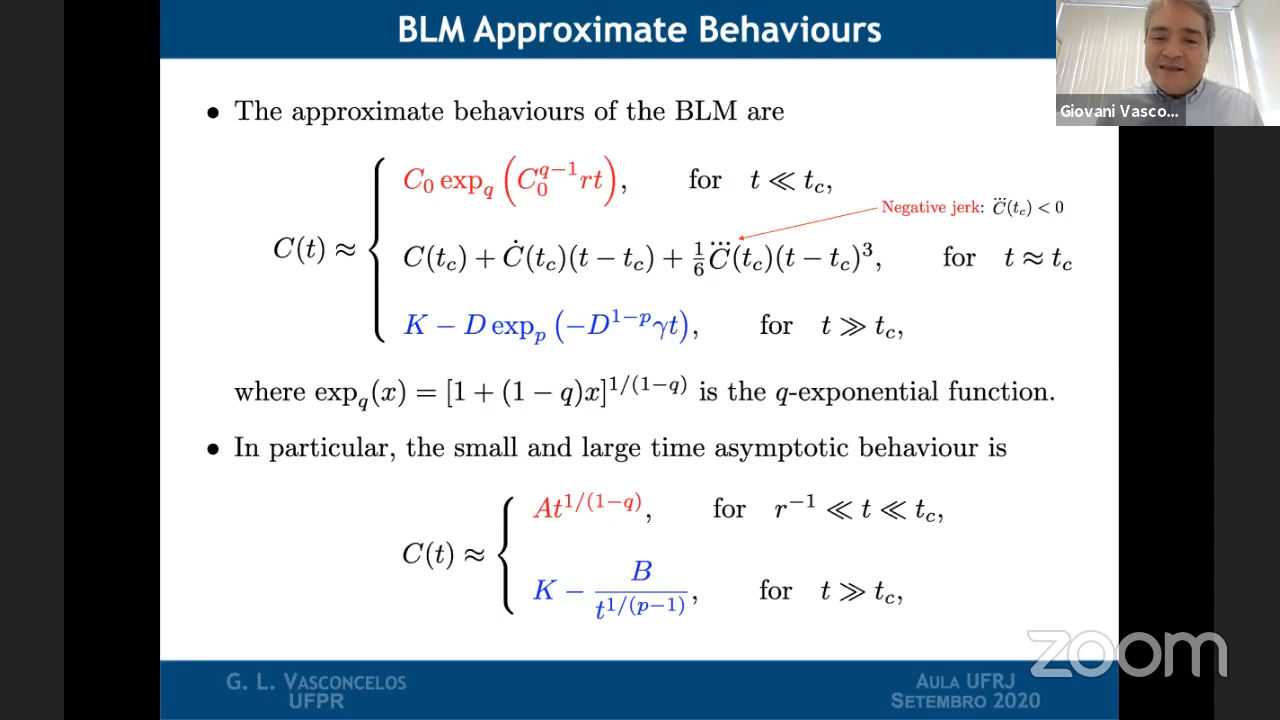 BLM Approximate Behaviours
Giovani Vasco...
• The approximate behaviours of the BLM are
C₀ exp_q (C₀^{q−1} rt), for t ≪ t_c,
Negative jerk: C⃛(t_c) < 0
C(t) ≈ { C(t_c) + Ċ(t_c)(t − t_c) + 1/6 C⃛(t_c)(t − t_c)³, for t ≈ t_c
K − D exp_p (−D^{1−p} γt), for t ≫ t_c,
where exp_q(x) = [1 + (1 − q)x]^{1/(1−q)} is the q-exponential function.
• In particular, the small and large time asymptotic behaviour is
At^{1/(1−q)}, for r^{−1} ≪ t ≪ t_c,
C(t) ≈ {
K − B/t^{1/(p−1)}, for t ≫ t_c,
zoom
G. L. Vasconcelos
UFPR
Aula UFRJ
Setembro 2020